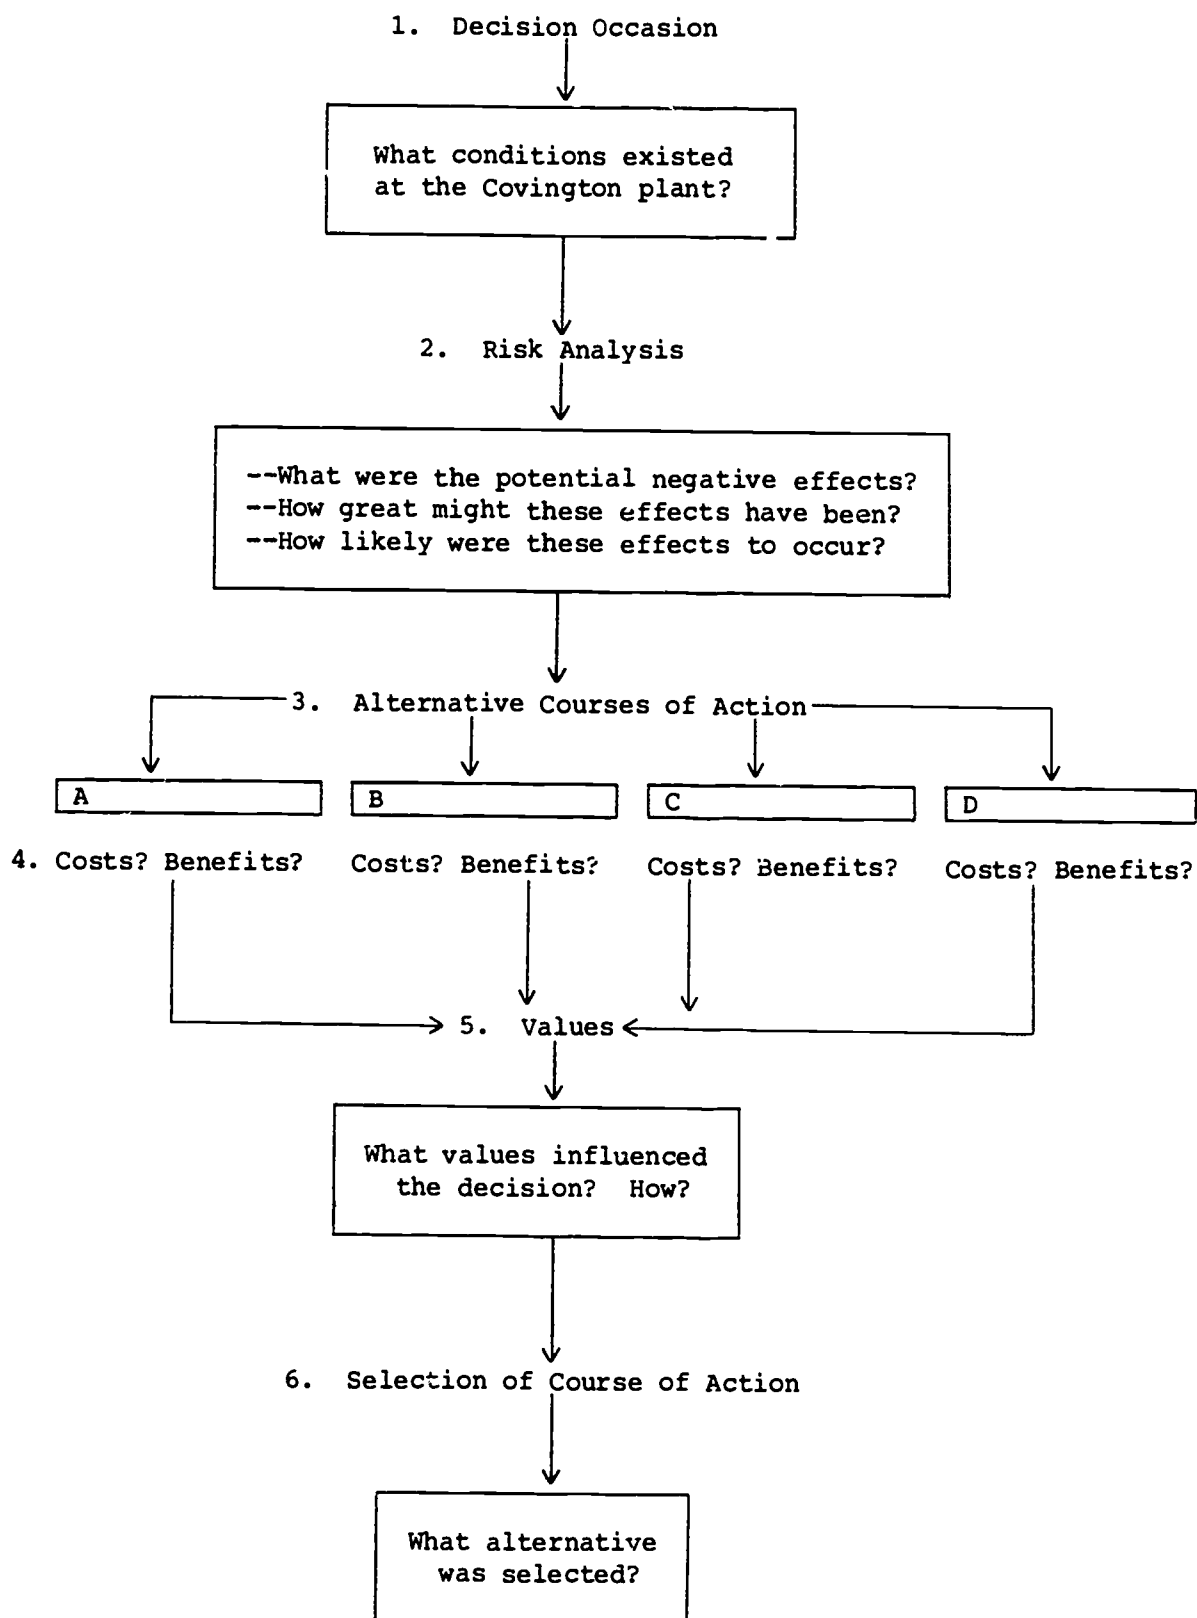 1. Decision Occasion
What conditions existed
at the Covington plant?
2. Risk Analysis
--What were the potential negative effects?
--How great might these effects have been?
--How likely were these effects to occur?
3. Alternative Courses of Action
A B C D
4. Costs? Benefits? Costs? Benefits? Costs? Benefits? Costs? Benefits?
5. Values
What values influenced
the decision? How?
6. Selection of Course of Action
What alternative
was selected?